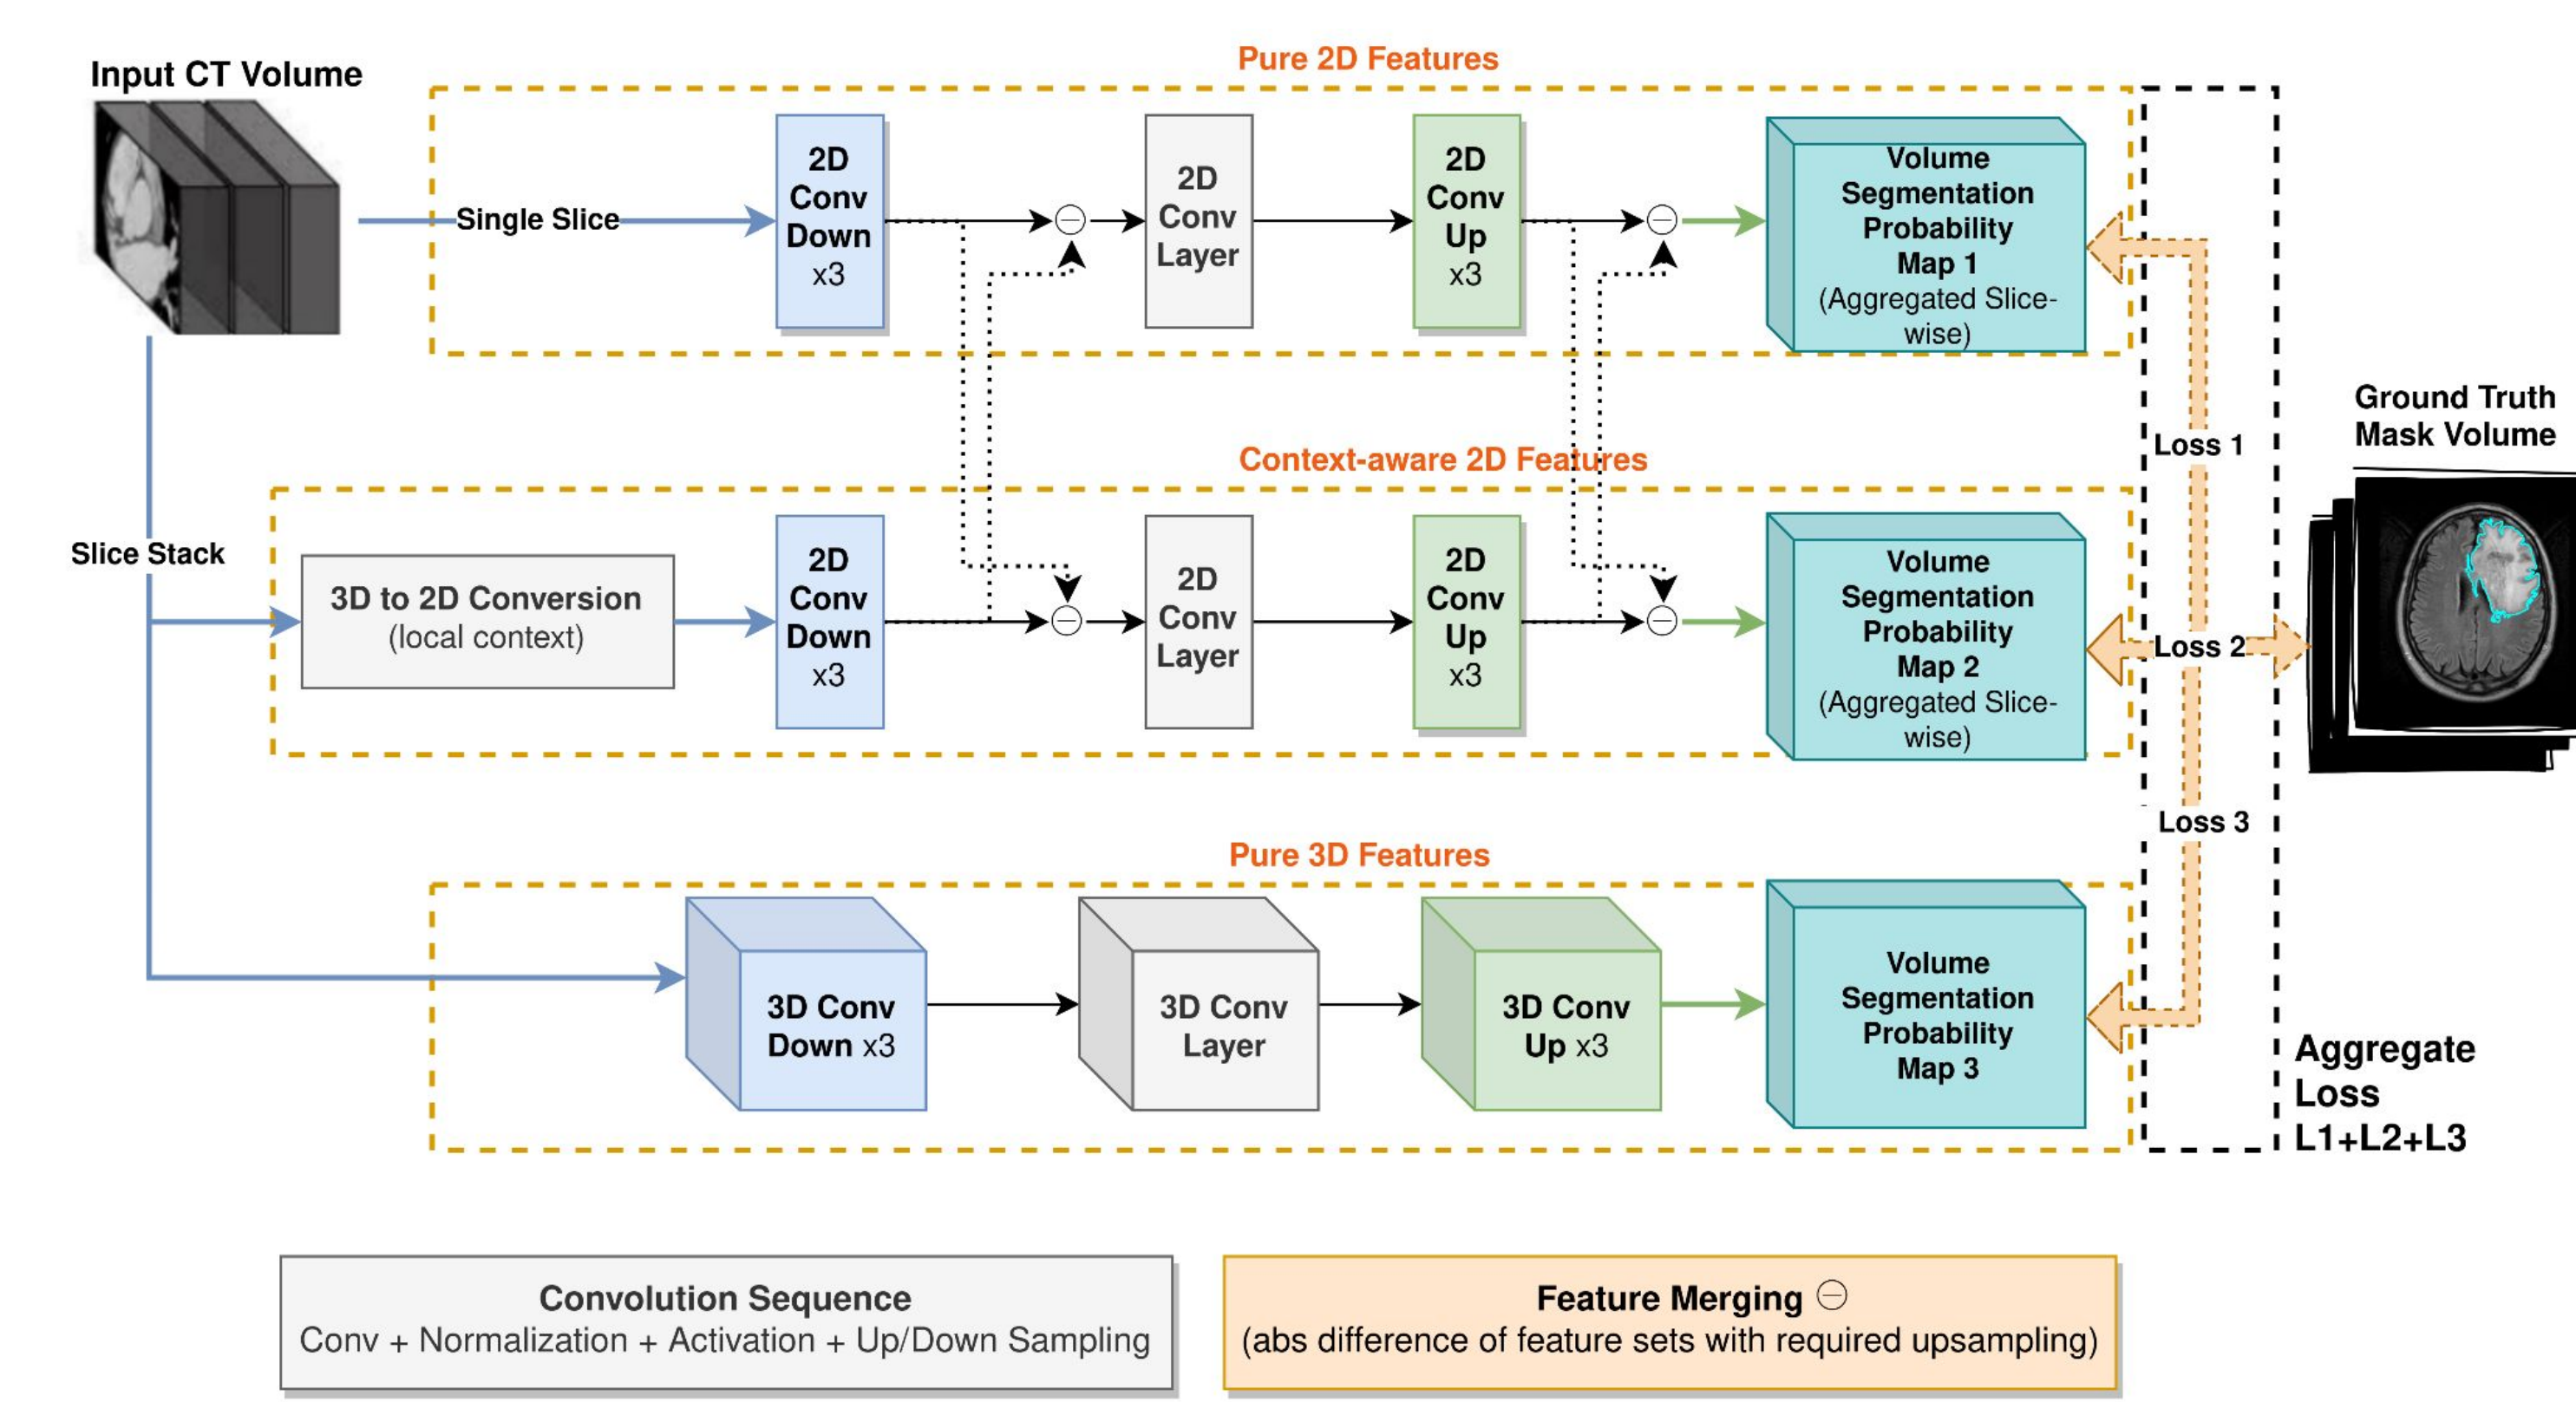 Pure 2D Features
Input CT Volume
Single Slice
2D
Conv
Down
x3
2D
Conv
Layer
2D
Conv
Up
x3
Volume
Segmentation
Probability
Map 1
(Aggregated Slice-
wise)
Loss 1
Ground Truth
Mask Volume
Context-aware 2D Features
Slice Stack
3D to 2D Conversion
(local context)
2D
Conv
Down
x3
2D
Conv
Layer
2D
Conv
Up
x3
Volume
Segmentation
Probability
Map 2
(Aggregated Slice-
wise)
Loss 2
Loss 3
Pure 3D Features
3D Conv
Down x3
3D Conv
Layer
3D Conv
Up x3
Volume
Segmentation
Probability
Map 3
Aggregate
Loss
L1+L2+L3
Convolution Sequence
Conv + Normalization + Activation + Up/Down Sampling
Feature Merging ⊖
(abs difference of feature sets with required upsampling)